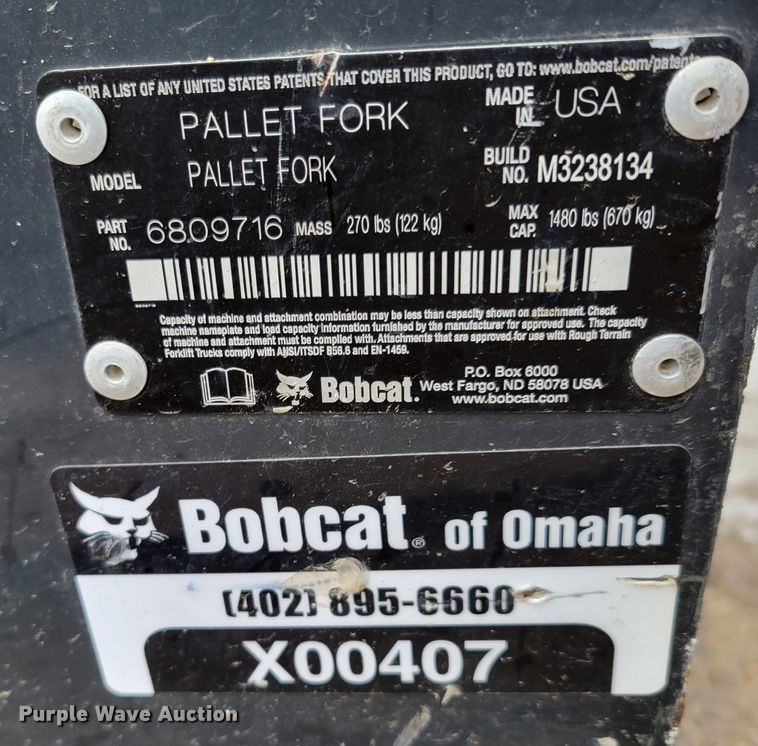 FOR A LIST OF ANY UNITED STATES PATENTS THAT COVER THIS PRODUCT, GO TO: www.bobcat.com/patents
PALLET FORK MADE IN USA
MODEL PALLET FORK BUILD NO. M3238134
PART NO. 6809716 MASS 270 lbs (122 kg) MAX CAP. 1480 lbs (670 kg)
Capacity of machine and attachment combination may be less than capacity shown on attachment. Check
machine nameplate and load capacity information furnished by the manufacturer for approved use. The capacity
of machine and attachment must be complied with. Attachments that are approved for use with Rough Terrain
Forklift Trucks comply with ANSI/ITSDF B56.6 and EN-1459.
Bobcat.
P.O. Box 6000
West Fargo, ND 58078 USA
www.bobcat.com
Bobcat® of Omaha
(402) 895-6660
X00407
Purple Wave Auction